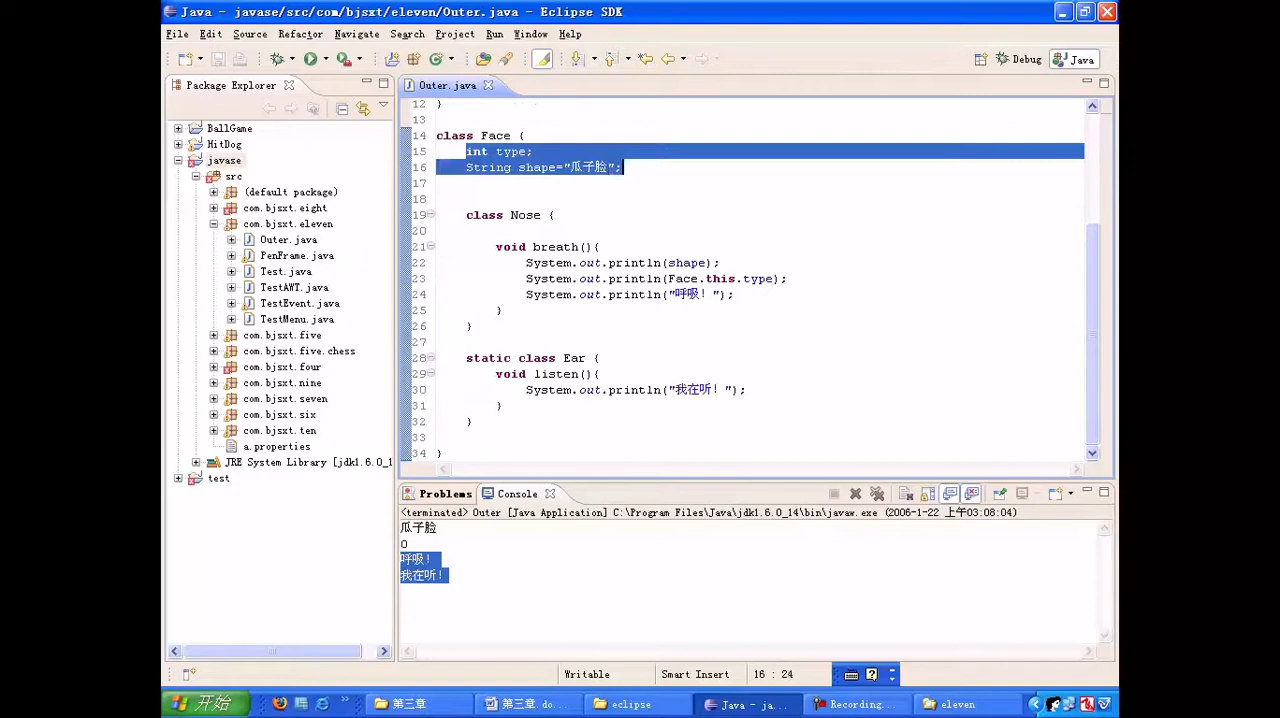 Java - javase/src/com/bjsxt/eleven/Outer.java - Eclipse SDK
File Edit Source Refactor Navigate Search Project Run Window Help
Debug Java
Package Explorer
BallGame
HitDog
javase
src
(default package)
com.bjsxt.eight
com.bjsxt.eleven
Outer.java
PenFrame.java
Test.java
TestAWT.java
TestEvent.java
TestMenu.java
com.bjsxt.five
com.bjsxt.five.chess
com.bjsxt.four
com.bjsxt.nine
com.bjsxt.seven
com.bjsxt.six
com.bjsxt.ten
a.properties
JRE System Library [jdk1.6.0_1
test
Outer.java
12 }
13
14 class Face {
15 int type;
16 String shape="瓜子脸";
17
18
19 class Nose {
20
21 void breath(){
22 System.out.println(shape);
23 System.out.println(Face.this.type);
24 System.out.println("呼吸！");
25 }
26 }
27
28 static class Ear {
29 void listen(){
30 System.out.println("我在听！");
31 }
32 }
33
34 }
Problems Console
<terminated> Outer [Java Application] C:\Program Files\Java\jdk1.6.0_14\bin\javaw.exe (2006-1-22 上午03:08:04)
瓜子脸
0
呼吸！
我在听！
Writable Smart Insert 16 : 24
开始 第三章 第三章.do... eclipse Java - ja... Recording... eleven